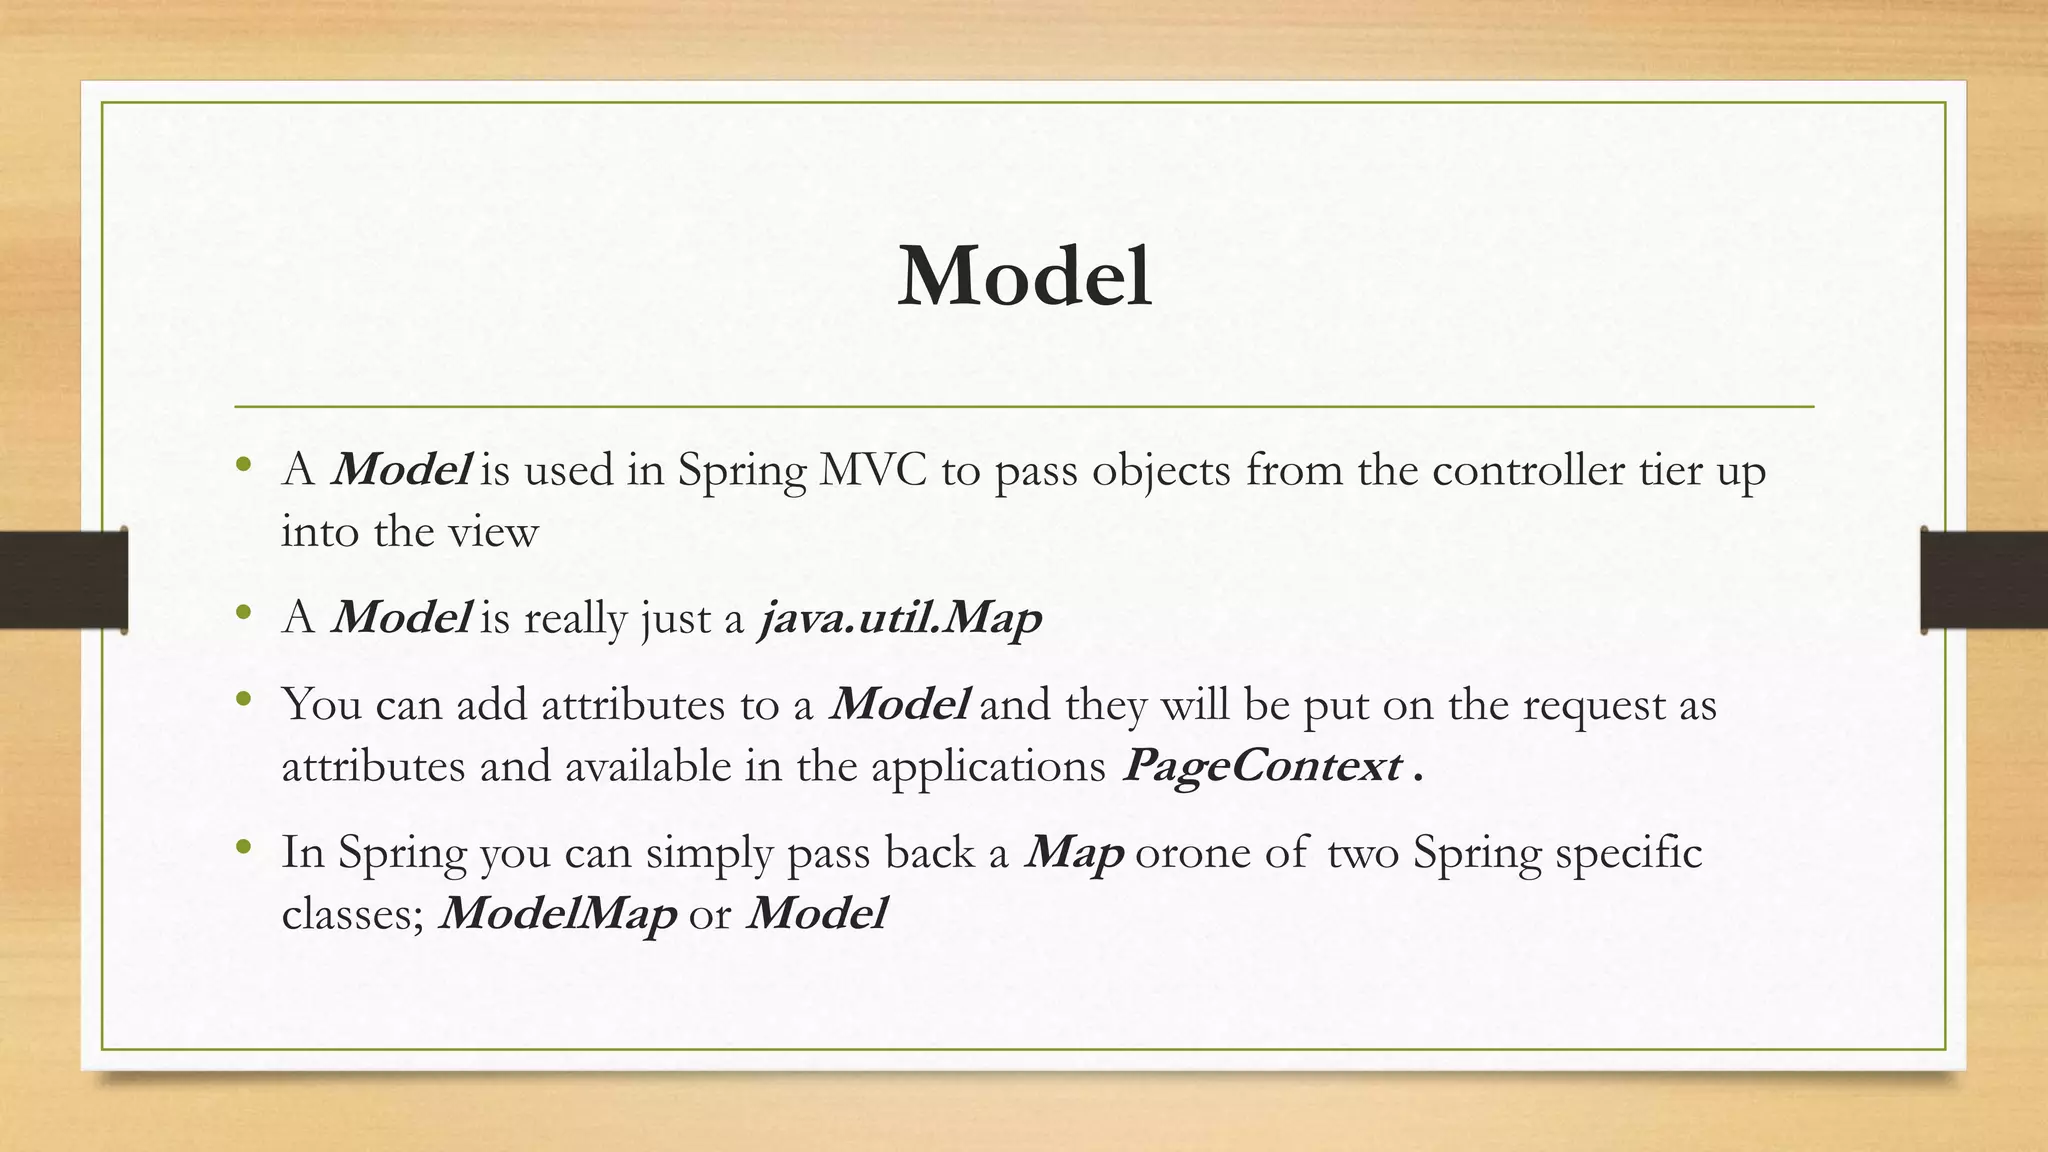 Model
• A Model is used in Spring MVC to pass objects from the controller tier up
into the view
• A Model is really just a java.util.Map
• You can add attributes to a Model and they will be put on the request as
attributes and available in the applications PageContext .
• In Spring you can simply pass back a Map orone of two Spring specific
classes; ModelMap or Model